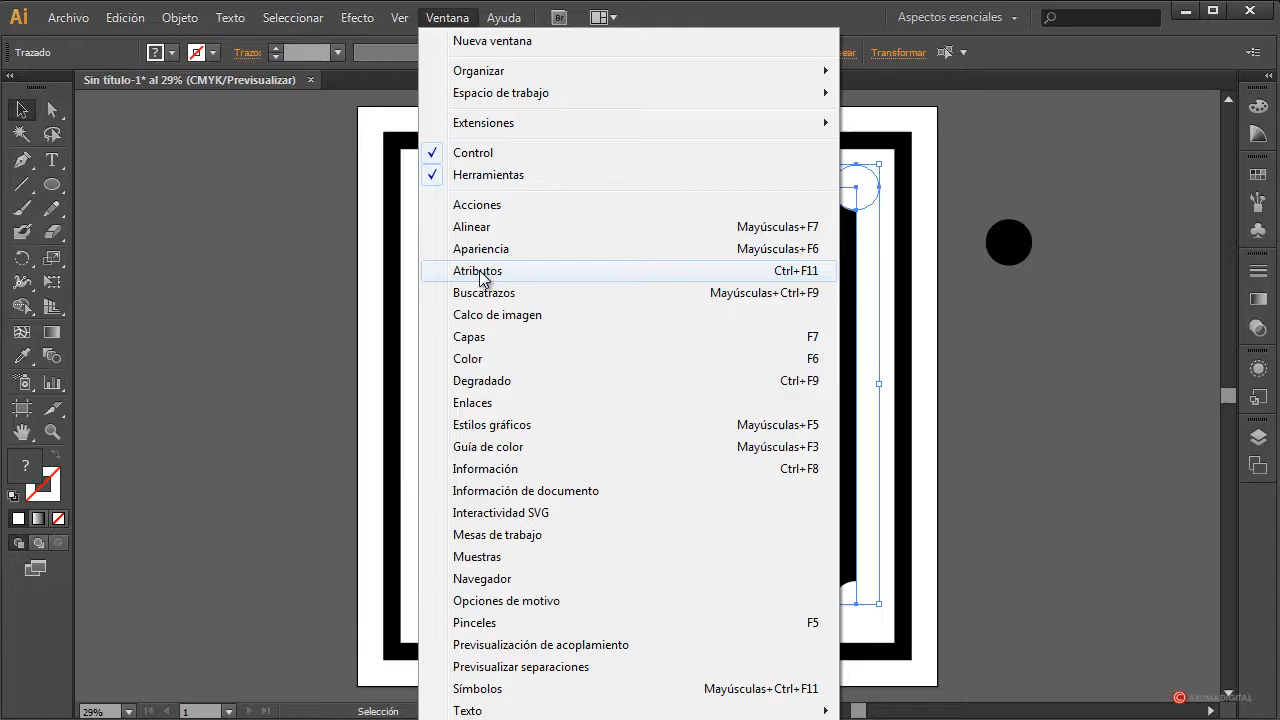 Ai Archivo Edición Objeto Texto Seleccionar Efecto Ver Ventana Ayuda Br Aspectos esenciales
Trazado ? Trazo: Transformar
Sin título-1* al 29% (CMYK/Previsualizar) ×
Nueva ventana
Organizar
Espacio de trabajo
Extensiones
Control
Herramientas
Acciones
Alinear Mayúsculas+F7
Apariencia Mayúsculas+F6
Atributos Ctrl+F11
Buscatrazos Mayúsculas+Ctrl+F9
Calco de imagen
Capas F7
Color F6
Degradado Ctrl+F9
Enlaces
Estilos gráficos Mayúsculas+F5
Guía de color Mayúsculas+F3
Información Ctrl+F8
Información de documento
Interactividad SVG
Mesas de trabajo
Muestras
Navegador
Opciones de motivo
Pinceles F5
Previsualización de acoplamiento
Previsualizar separaciones
Símbolos Mayúsculas+Ctrl+F11
Texto
T
?
29% 1 Selección